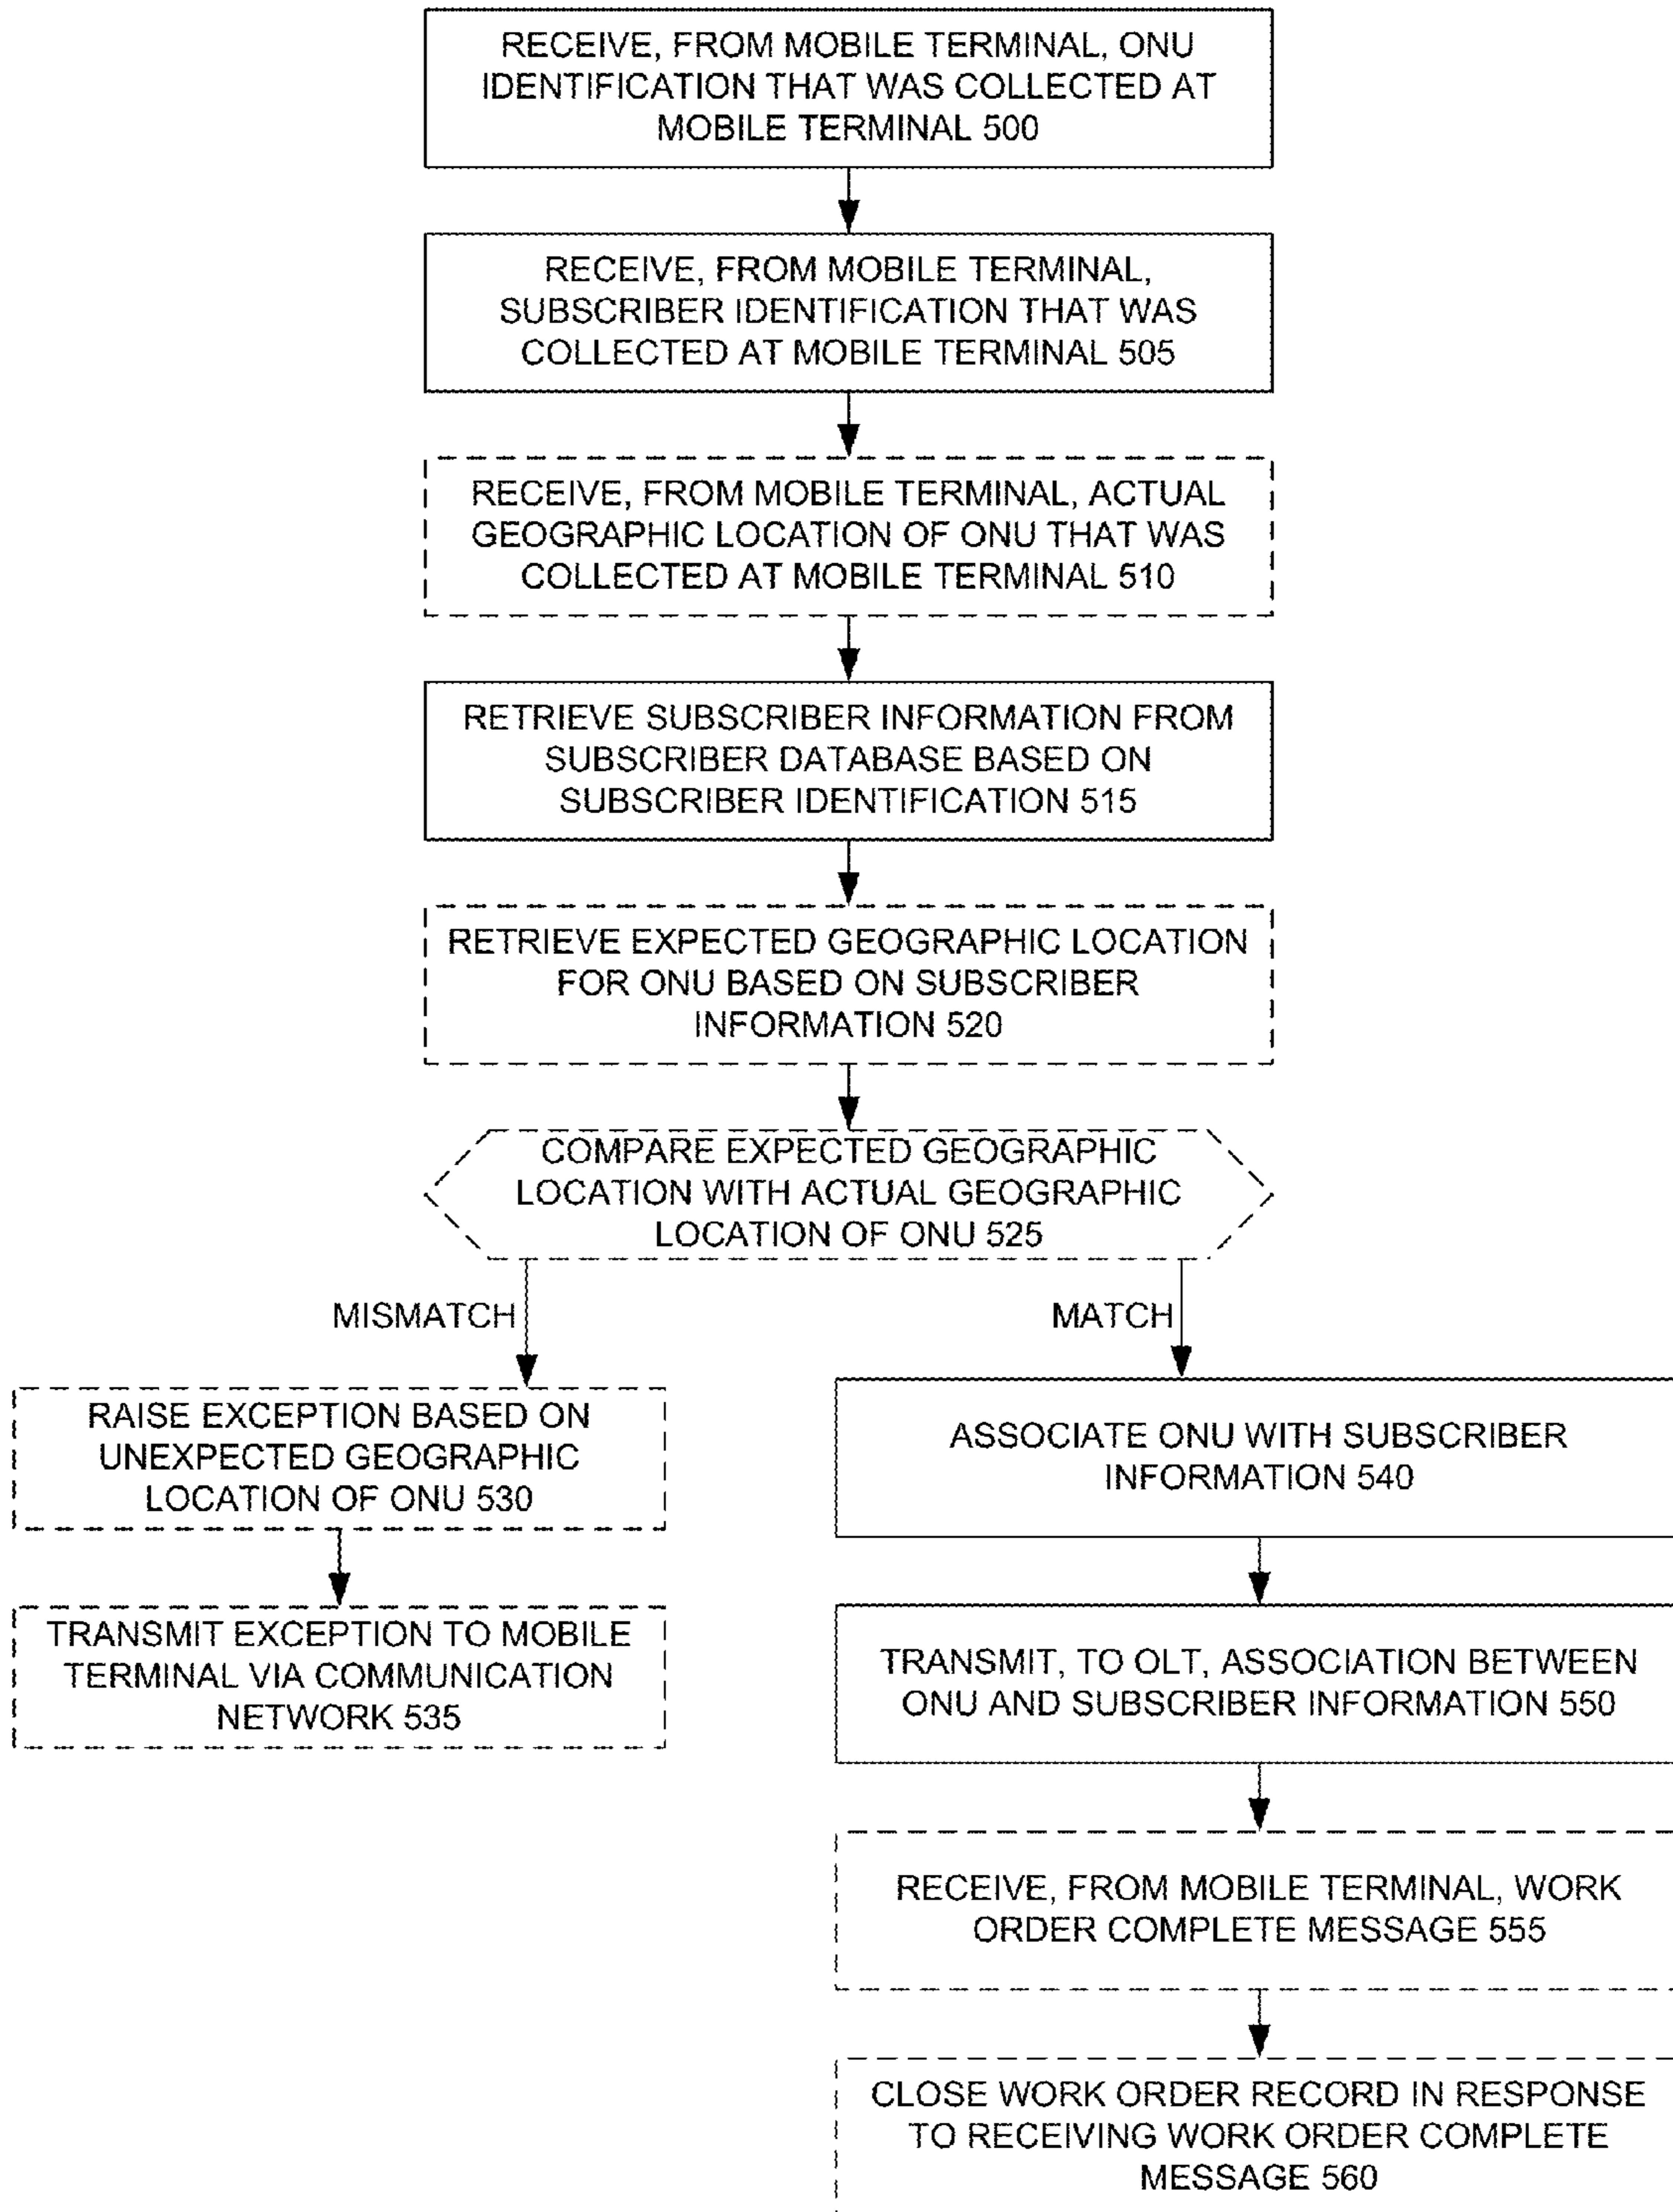 RECEIVE, FROM MOBILE TERMINAL, ONU
IDENTIFICATION THAT WAS COLLECTED AT
MOBILE TERMINAL 500
RECEIVE, FROM MOBILE TERMINAL,
SUBSCRIBER IDENTIFICATION THAT WAS
COLLECTED AT MOBILE TERMINAL 505
RECEIVE, FROM MOBILE TERMINAL, ACTUAL
GEOGRAPHIC LOCATION OF ONU THAT WAS
COLLECTED AT MOBILE TERMINAL 510
RETRIEVE SUBSCRIBER INFORMATION FROM
SUBSCRIBER DATABASE BASED ON
SUBSCRIBER IDENTIFICATION 515
RETRIEVE EXPECTED GEOGRAPHIC LOCATION
FOR ONU BASED ON SUBSCRIBER
INFORMATION 520
COMPARE EXPECTED GEOGRAPHIC
LOCATION WITH ACTUAL GEOGRAPHIC
LOCATION OF ONU 525
MISMATCH
MATCH
RAISE EXCEPTION BASED ON
UNEXPECTED GEOGRAPHIC
LOCATION OF ONU 530
TRANSMIT EXCEPTION TO MOBILE
TERMINAL VIA COMMUNICATION
NETWORK 535
ASSOCIATE ONU WITH SUBSCRIBER
INFORMATION 540
TRANSMIT, TO OLT, ASSOCIATION BETWEEN
ONU AND SUBSCRIBER INFORMATION 550
RECEIVE, FROM MOBILE TERMINAL, WORK
ORDER COMPLETE MESSAGE 555
CLOSE WORK ORDER RECORD IN RESPONSE
TO RECEIVING WORK ORDER COMPLETE
MESSAGE 560